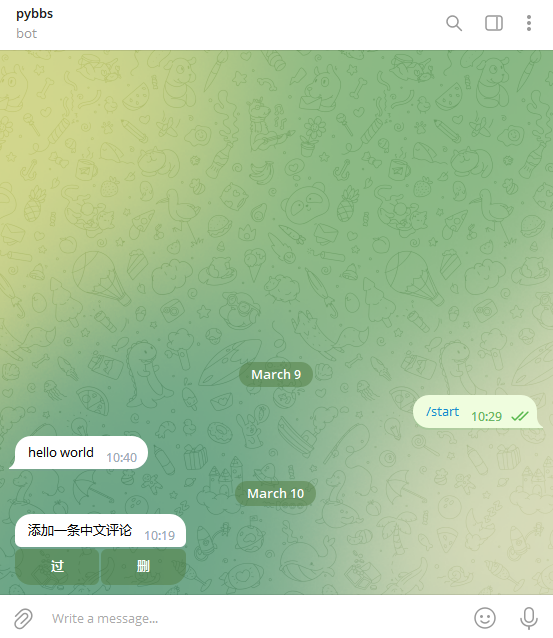 pybbs
bot
March 9
/start 10:29
hello world 10:40
March 10
添加一条中文评论 10:19
过 删
Write a message...